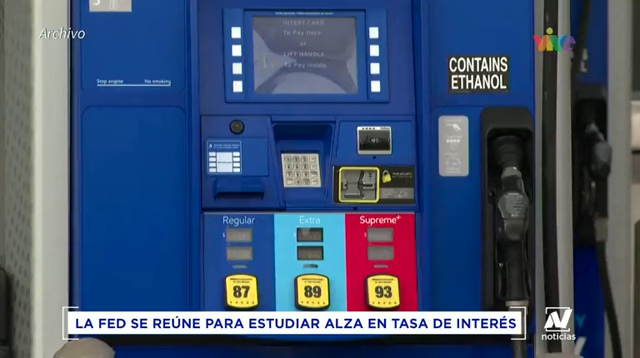 Archivo
vive
INSERT CARD
To Pay Here
or
LIFT HANDLE
To Pay Inside
CONTAINS
ETHANOL
Stop engine
No smoking
Regular
Extra
Supreme+
87
89
93
LA FED SE REÚNE PARA ESTUDIAR ALZA EN TASA DE INTERÉS
noticias